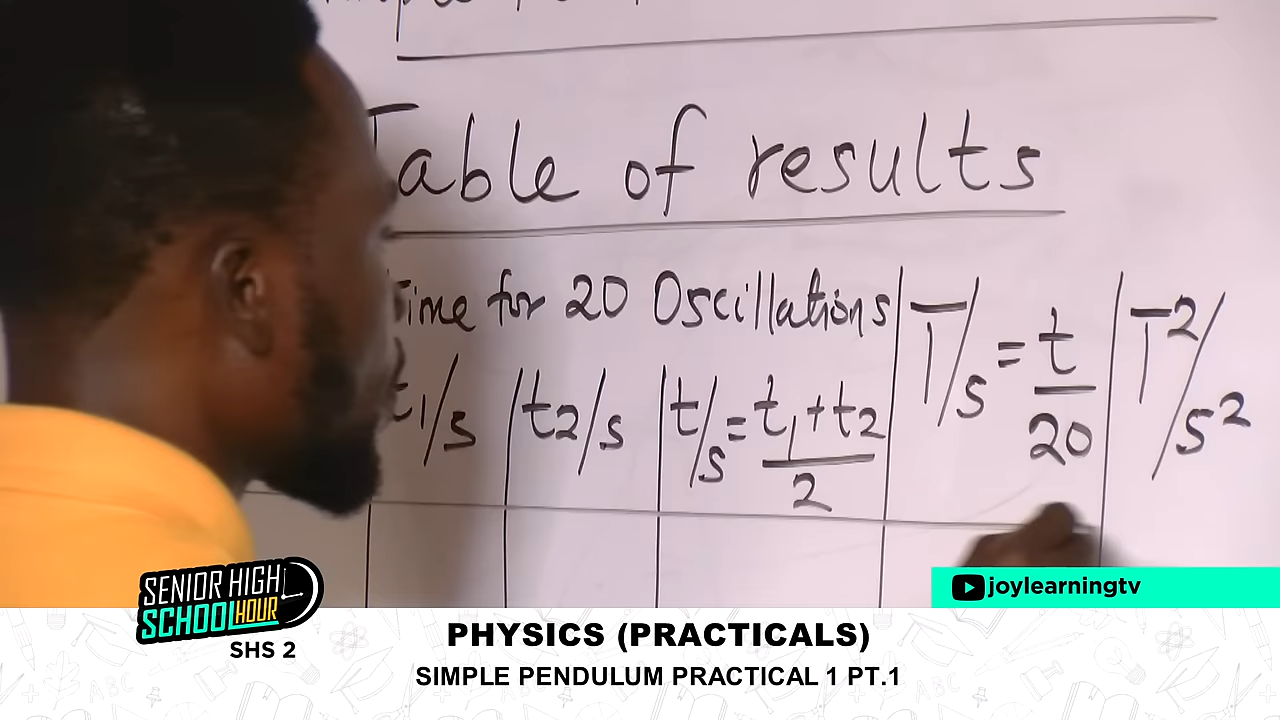 Table of results
Time for 20 Oscillations
t1/s
t2/s
t/s = t1+t2/2
T/s = t/20
T²/s²
SENIOR HIGH
SCHOOL HOUR
SHS 2
joylearningtv
PHYSICS (PRACTICALS)
SIMPLE PENDULUM PRACTICAL 1 PT.1